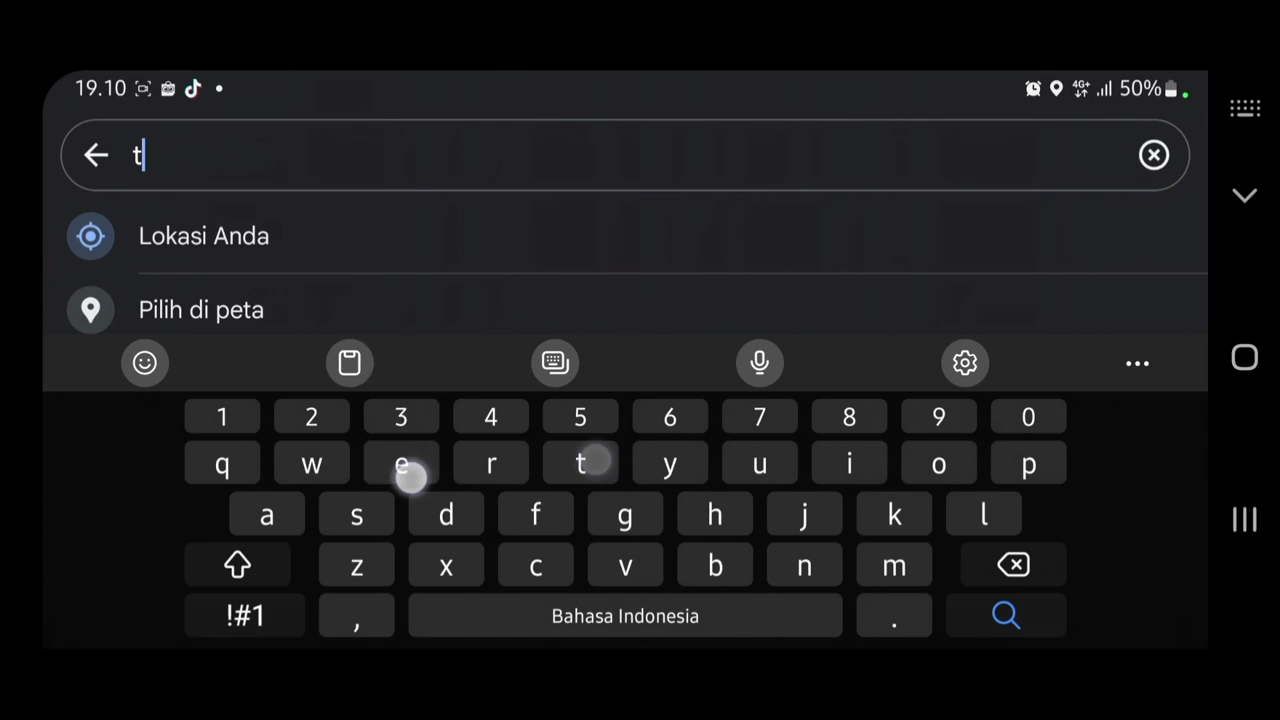 19.10 4G+ 50%
t
Lokasi Anda
Pilih di peta
1 2 3 4 5 6 7 8 9 0
q w e r t y u i o p
a s d f g h j k l
z x c v b n m
!#1 , Bahasa Indonesia .